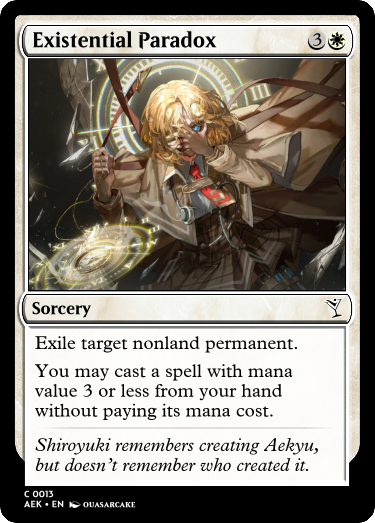 Existential Paradox 3
Sorcery
Exile target nonland permanent.
You may cast a spell with mana
value 3 or less from your hand
without paying its mana cost.
Shiroyuki remembers creating Aekyu,
but doesn't remember who created it.
C 0013
AEK • EN OUASARCAKE